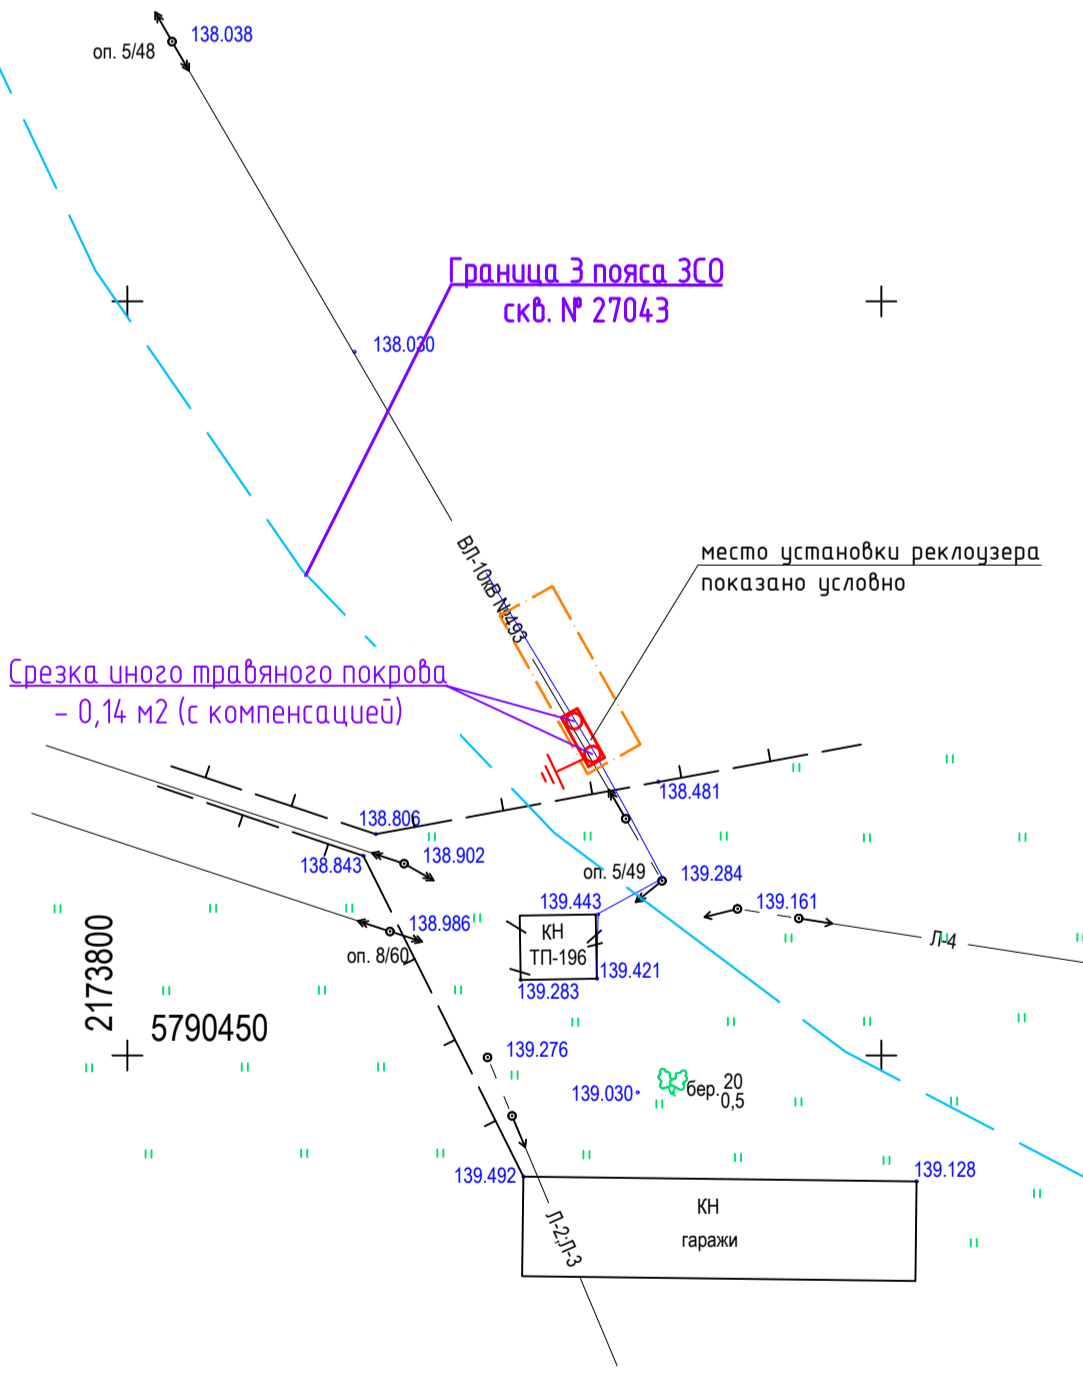 138.038
оп. 5/48
Граница 3 пояса ЗСО
скв. № 27043
138.030
ВЛ-10кВ №493
место установки реклоузера
показано условно
Срезка иного травяного покрова
– 0,14 м2 (с компенсацией)
138.481
138.806
138.843
138.902
оп. 5/49
139.284
139.443
139.161
138.986
оп. 8/60
КН
ТП-196
Л-4
139.421
139.283
2173800
5790450
139.276
139.030
бер. 20
0,5
139.492
139.128
КН
гаражи
Л-2;Л-3